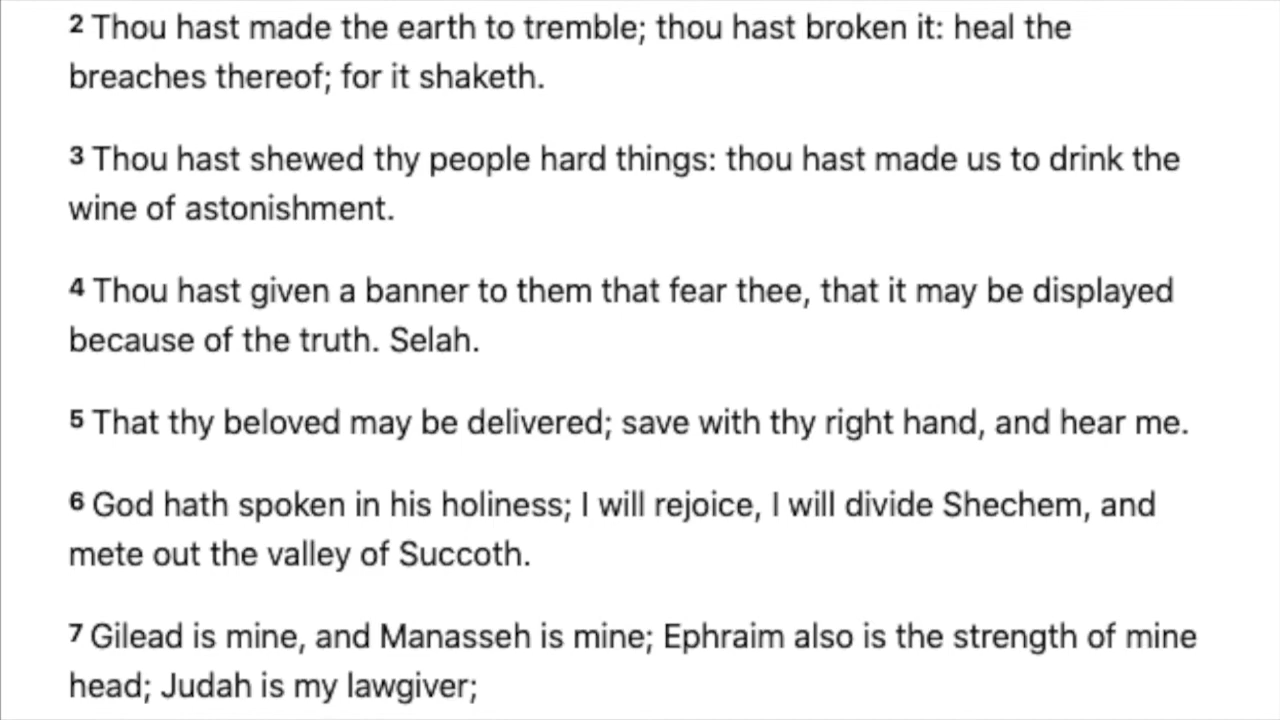 2 Thou hast made the earth to tremble; thou hast broken it: heal the
breaches thereof; for it shaketh.
3 Thou hast shewed thy people hard things: thou hast made us to drink the
wine of astonishment.
4 Thou hast given a banner to them that fear thee, that it may be displayed
because of the truth. Selah.
5 That thy beloved may be delivered; save with thy right hand, and hear me.
6 God hath spoken in his holiness; I will rejoice, I will divide Shechem, and
mete out the valley of Succoth.
7 Gilead is mine, and Manasseh is mine; Ephraim also is the strength of mine
head; Judah is my lawgiver;